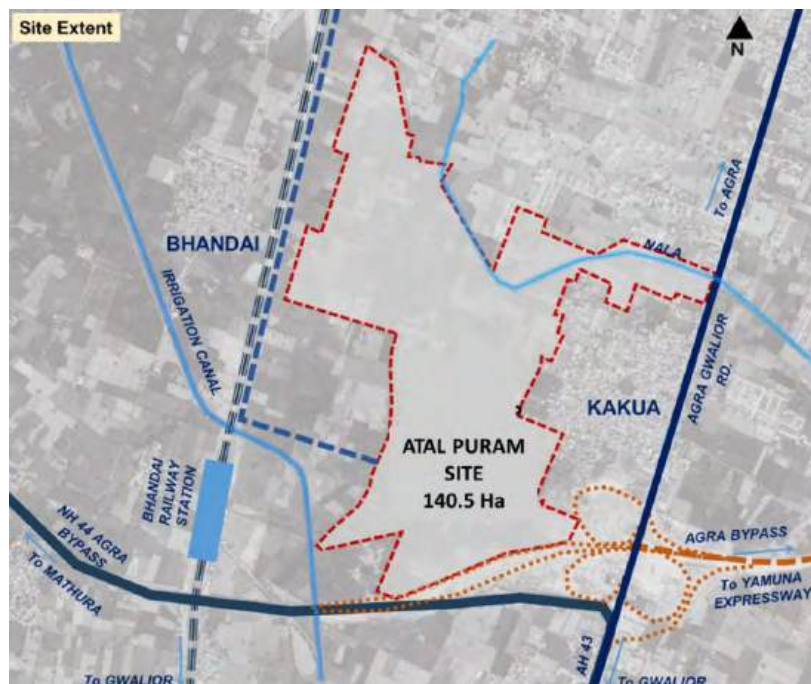 Site Extent
N
To AGRA
BHANDAI
NALA
IRRIGATION CANAL
AGRA GWALIOR
RD.
KAKUA
ATAL PURAM
SITE
140.5 Ha
BHANDAI
RAILWAY
STATION
NH 44 AGRA
BYPASS
To MATHURA
AGRA BYPASS
To YAMUNA
EXPRESSWAY
AH 43
To GWALIOR
To GWALIOR